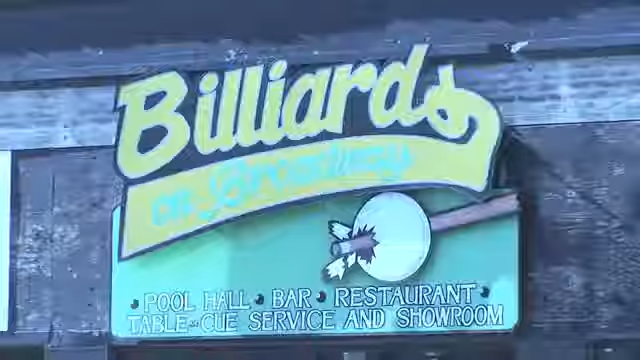 Billiards
on Broadway
• POOL HALL • BAR • RESTAURANT •
TABLE-CUE SERVICE AND SHOWROOM